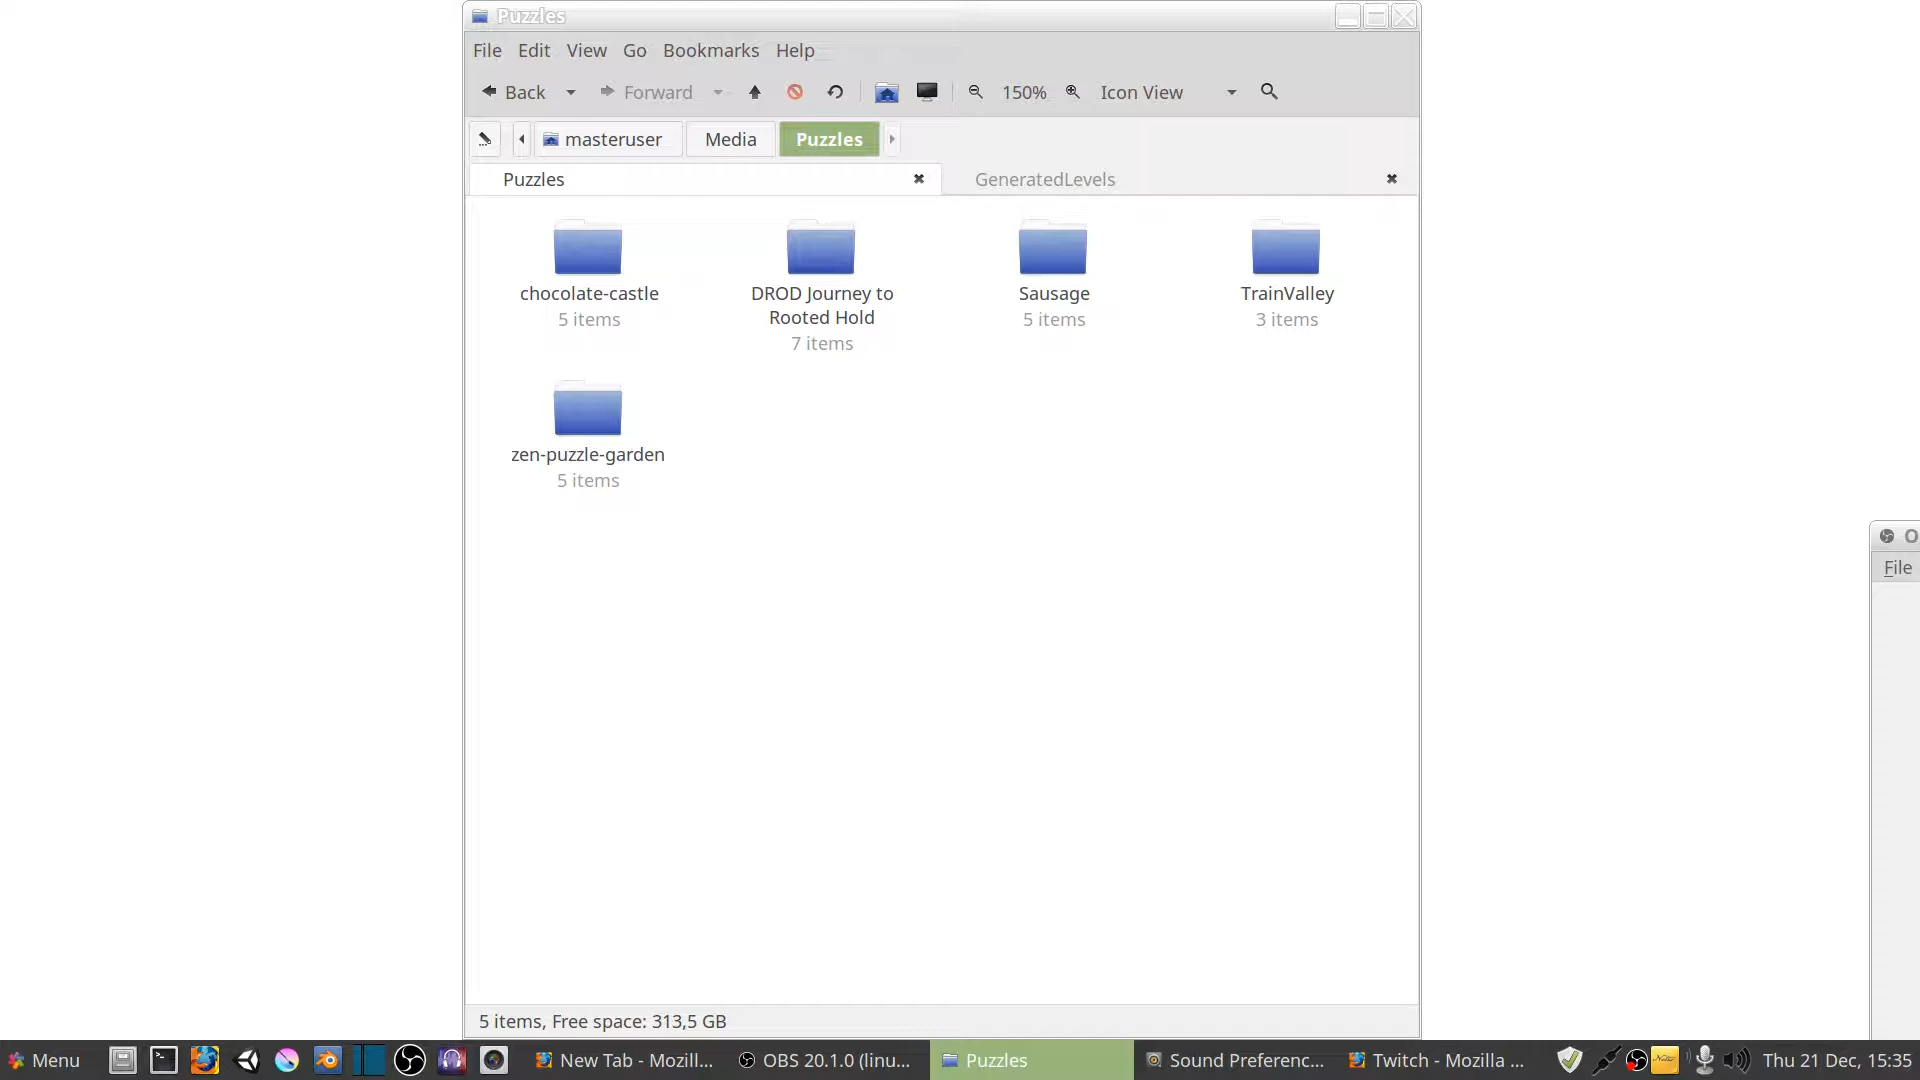 Puzzles
File Edit View Go Bookmarks Help
Back Forward 150% Icon View
masteruser Media Puzzles
Puzzles GeneratedLevels
chocolate-castle
5 items
DROD Journey to
Rooted Hold
7 items
Sausage
5 items
TrainValley
3 items
zen-puzzle-garden
5 items
O
File
5 items, Free space: 313,5 GB
Menu New Tab - Mozill... OBS 20.1.0 (linu... Puzzles Sound Preferenc... Twitch - Mozilla ... Thu 21 Dec, 15:35